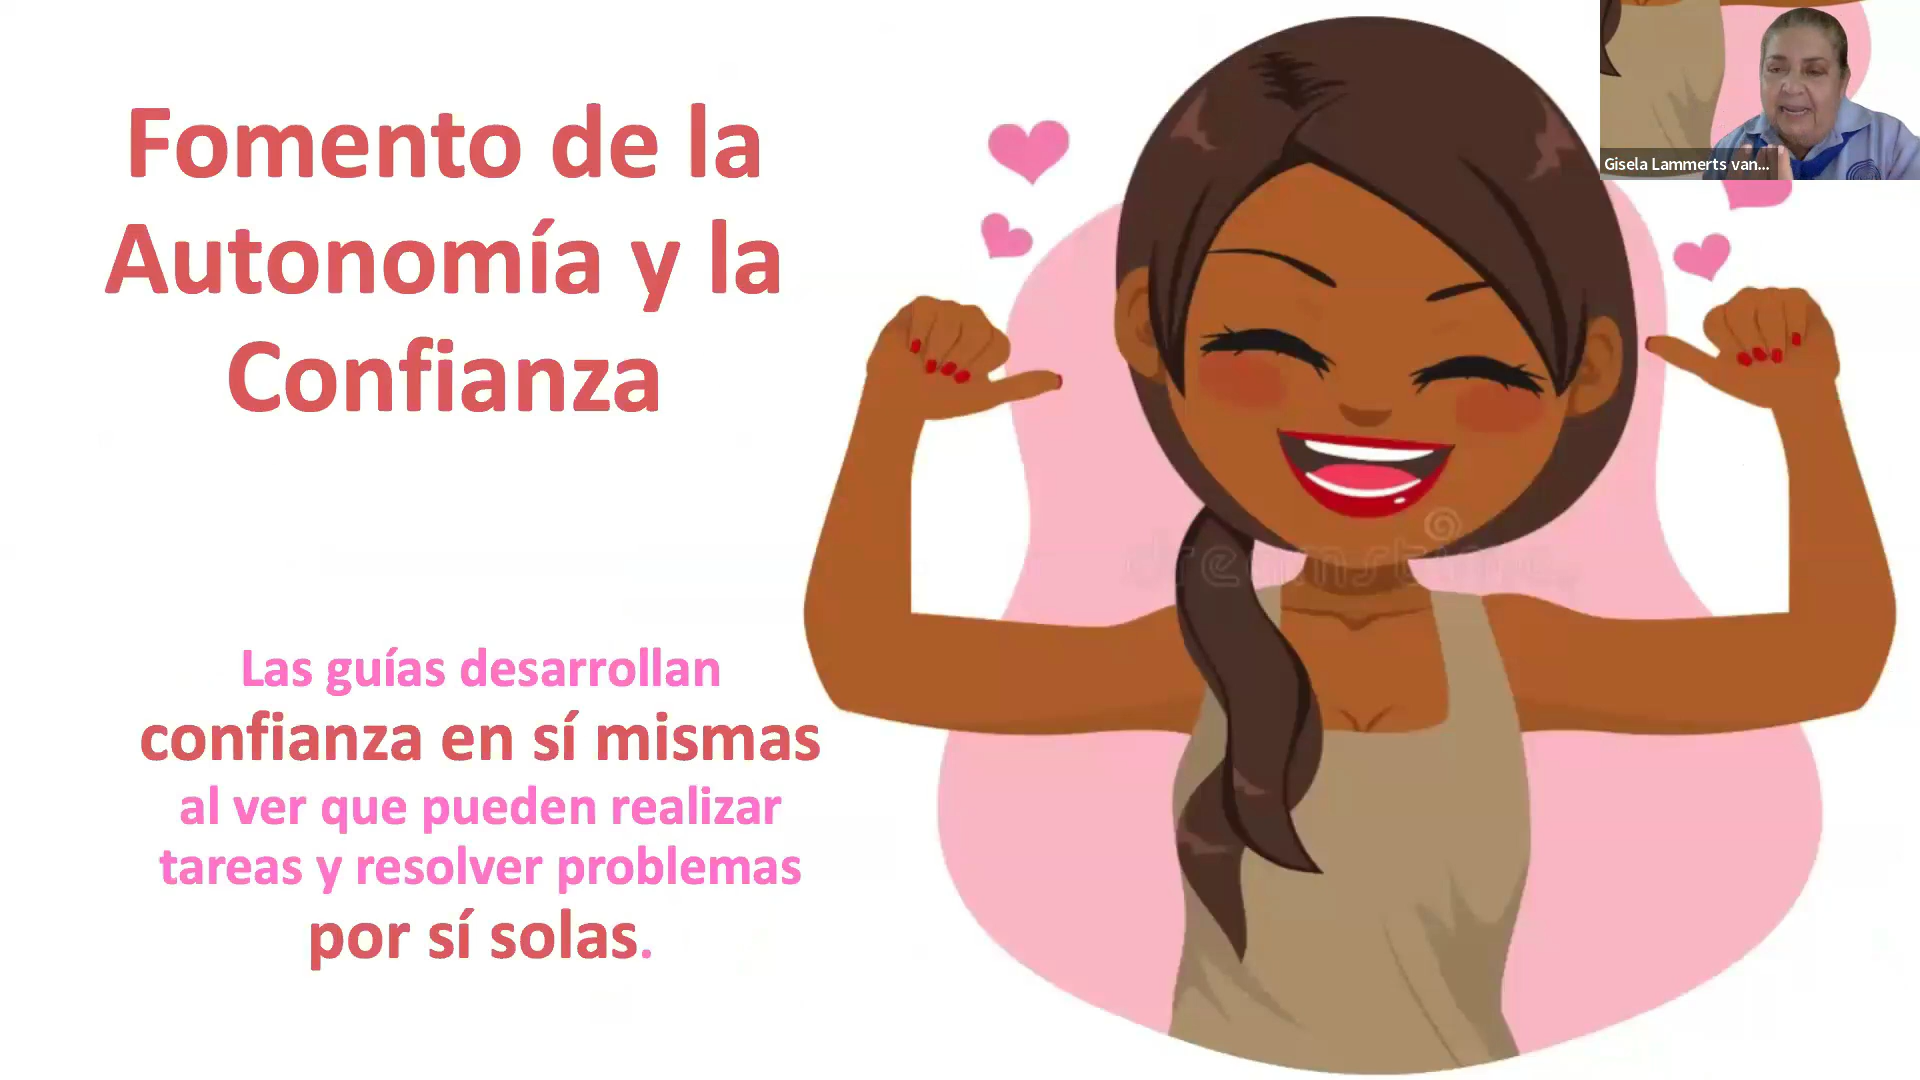 Fomento de la
Autonomía y la
Confianza
Las guías desarrollan
confianza en sí mismas
al ver que pueden realizar
tareas y resolver problemas
por sí solas.
Gisela Lammerts van...
dreamstime